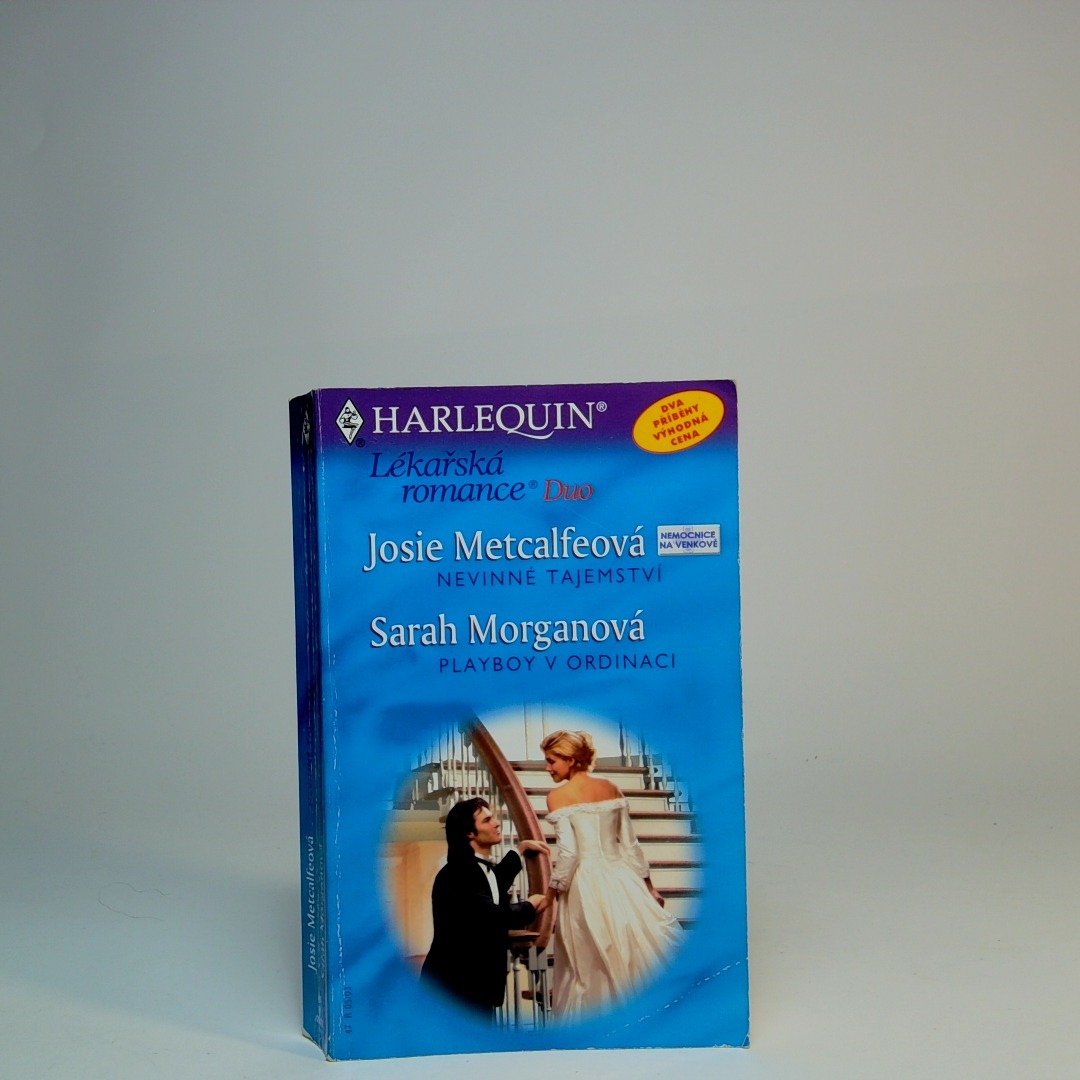 HARLEQUIN®
DVA
PŘÍBĚHY
VÝHODNÁ
CENA
Lékařská
romance® Duo
Josie Metcalfeová
NEMOCNICE
NA VENKOVĚ
NEVINNÉ TAJEMSTVÍ
Sarah Morganová
PLAYBOY V ORDINACI
Josie Metcalfeová